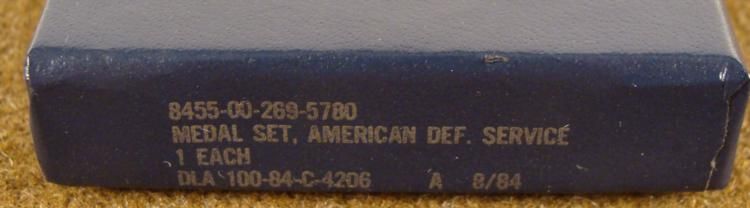 8455-00-269-5780
MEDAL SET, AMERICAN DEF. SERVICE
1 EACH
DLA 100-84-C-4206 A 8/84